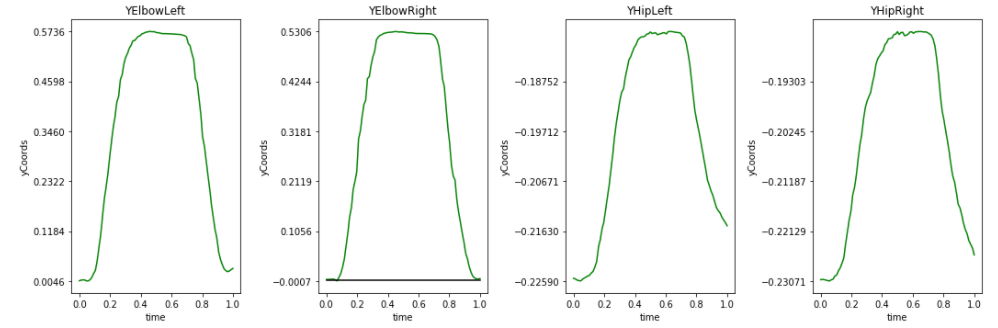 YElbowLeft
yCoords
0.5736
0.4598
0.3460
0.2322
0.1184
0.0046
0.0 0.2 0.4 0.6 0.8 1.0
time
YElbowRight
yCoords
0.5306
0.4244
0.3181
0.2119
0.1056
−0.0007
0.0 0.2 0.4 0.6 0.8 1.0
time
YHipLeft
yCoords
−0.18752
−0.19712
−0.20671
−0.21630
−0.22590
0.0 0.2 0.4 0.6 0.8 1.0
time
YHipRight
yCoords
−0.19303
−0.20245
−0.21187
−0.22129
−0.23071
0.0 0.2 0.4 0.6 0.8 1.0
time